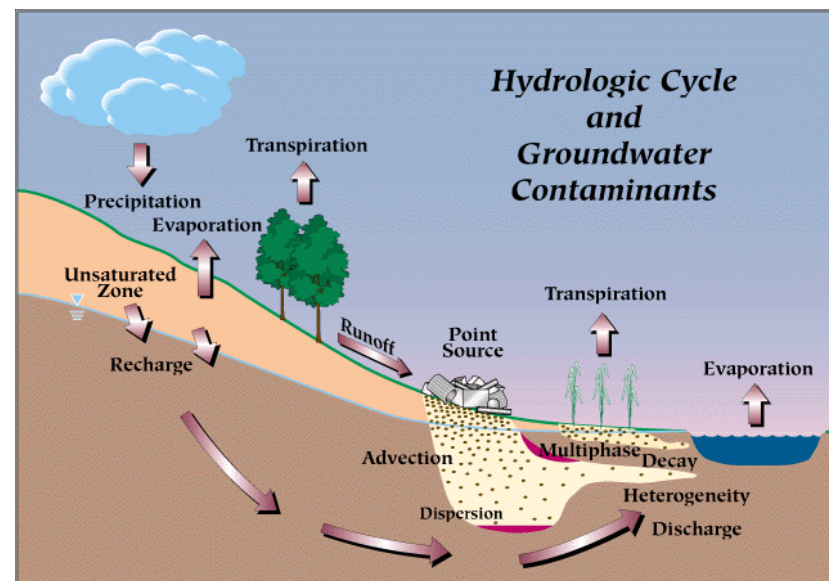 Hydrologic Cycle
and
Groundwater
Contaminants
Transpiration
Precipitation
Evaporation
Unsaturated
Zone
Recharge
Runoff
Point
Source
Transpiration
Evaporation
Advection
Multiphase
Decay
Heterogeneity
Dispersion
Discharge